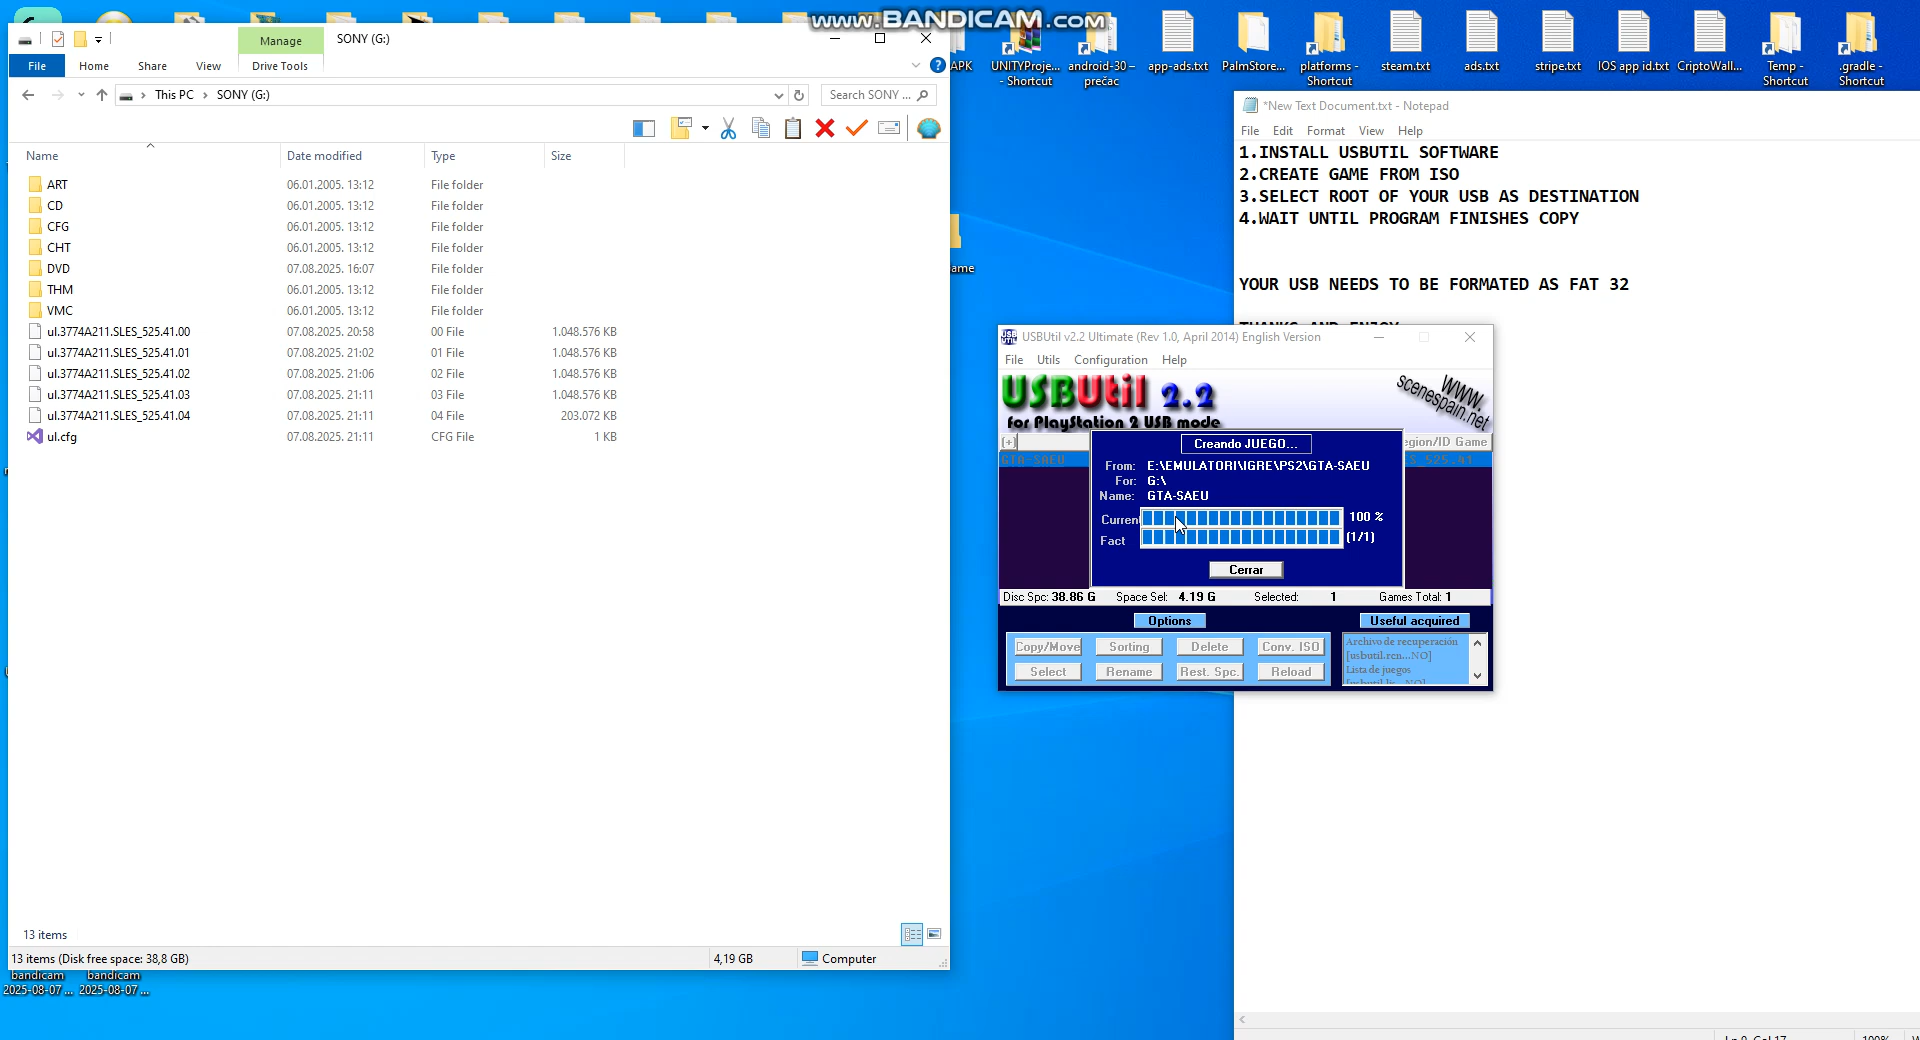 www.BANDICAM.com
Manage
SONY (G:)
File
Home
Share
View
Drive Tools
This PC
SONY (G:)
Search SONY ...
Name
Date modified
Type
Size
ART
06.01.2005. 13:12
File folder
CD
06.01.2005. 13:12
File folder
CFG
06.01.2005. 13:12
File folder
CHT
06.01.2005. 13:12
File folder
DVD
07.08.2025. 16:07
File folder
THM
06.01.2005. 13:12
File folder
VMC
06.01.2005. 13:12
File folder
ul.3774A211.SLES_525.41.00
07.08.2025. 20:58
00 File
1.048.576 KB
ul.3774A211.SLES_525.41.01
07.08.2025. 21:02
01 File
1.048.576 KB
ul.3774A211.SLES_525.41.02
07.08.2025. 21:06
02 File
1.048.576 KB
ul.3774A211.SLES_525.41.03
07.08.2025. 21:11
03 File
1.048.576 KB
ul.3774A211.SLES_525.41.04
07.08.2025. 21:11
04 File
203.072 KB
ul.cfg
07.08.2025. 21:11
CFG File
1 KB
13 items
13 items (Disk free space: 38,8 GB)
4,19 GB
Computer
bandicam
2025-08-07 ...
bandicam
2025-08-07 ...
APK
UNITYProje...
- Shortcut
android-30 –
prečac
app-ads.txt
PalmStore...
platforms -
Shortcut
steam.txt
ads.txt
stripe.txt
IOS app id.txt
CriptoWall...
Temp -
Shortcut
.gradle -
Shortcut
ame
*New Text Document.txt - Notepad
File
Edit
Format
View
Help
1.INSTALL USBUTIL SOFTWARE
2.CREATE GAME FROM ISO
3.SELECT ROOT OF YOUR USB AS DESTINATION
4.WAIT UNTIL PROGRAM FINISHES COPY
YOUR USB NEEDS TO BE FORMATED AS FAT 32
THANKS AND ENJOY
USBUtil v2.2 Ultimate (Rev 1.0, April 2014) English Version
File
Utils
Configuration
Help
USBUtil 2.2
for PlayStation 2 USB mode
www.
scenespain.net
[+]
egion/ID Game
GTA-SAEU
S_525.41
Creando JUEGO...
From: E:\EMULATORI\IGRE\PS2\GTA-SAEU
For: G:\
Name: GTA-SAEU
Curren
100 %
Fact
(1/1)
Cerrar
Disc Spc: 38.86 G
Space Sel: 4.19 G
Selected: 1
Games Total: 1
Options
Useful acquired
Copy/Move
Sorting
Delete
Conv. ISO
Select
Rename
Rest. Spc.
Reload
Archivo de recuperación
[usbutil.rcn...NO]
Lista de juegos
100%